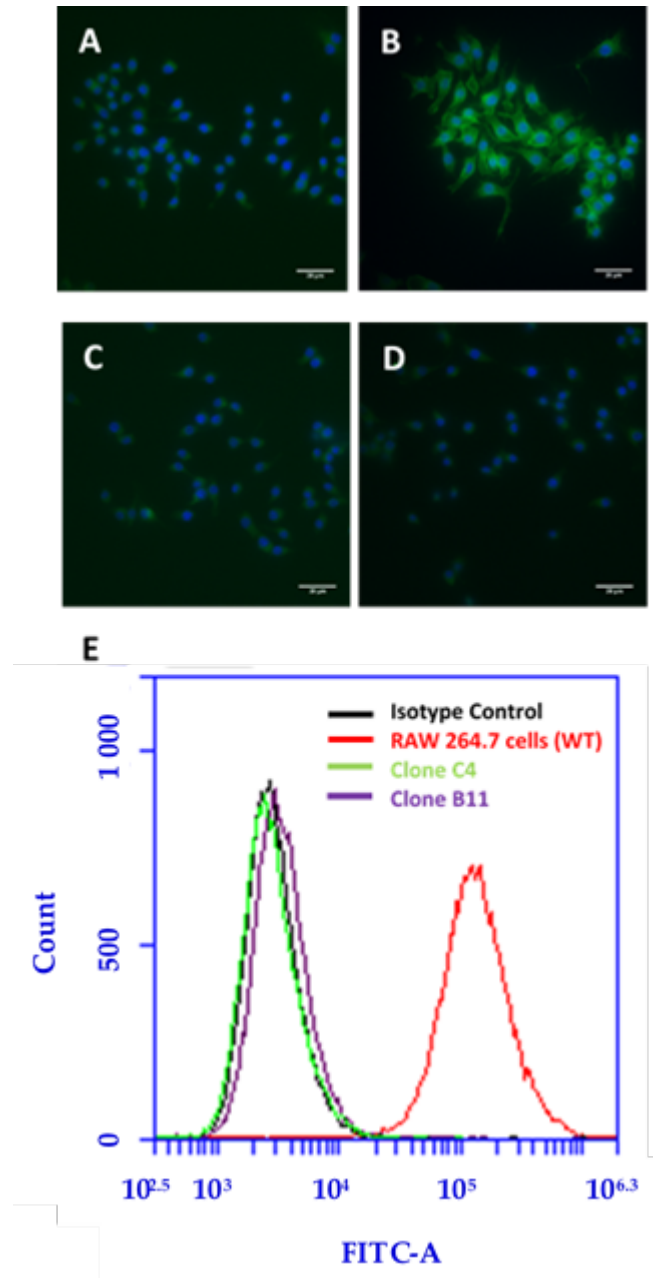 A
B
C
D
E
Isotype Control
RAW 264.7 cells (WT)
Clone C4
Clone B11
1 000
500
0
Count
10^2.5 10^3 10^4 10^5 10^6.3
FITC-A